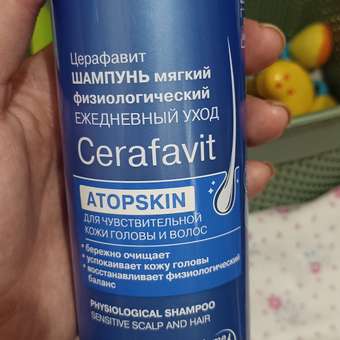 Церафавит
ШАМПУНЬ мягкий
физиологический
ЕЖЕДНЕВНЫЙ УХОД
Cerafavit
ATOPSKIN
ДЛЯ ЧУВСТВИТЕЛЬНОЙ
КОЖИ ГОЛОВЫ И ВОЛОС
• бережно очищает
• успокаивает кожу головы
• восстанавливает физиологический
баланс
PHYSIOLOGICAL SHAMPOO
SENSITIVE SCALP AND HAIR